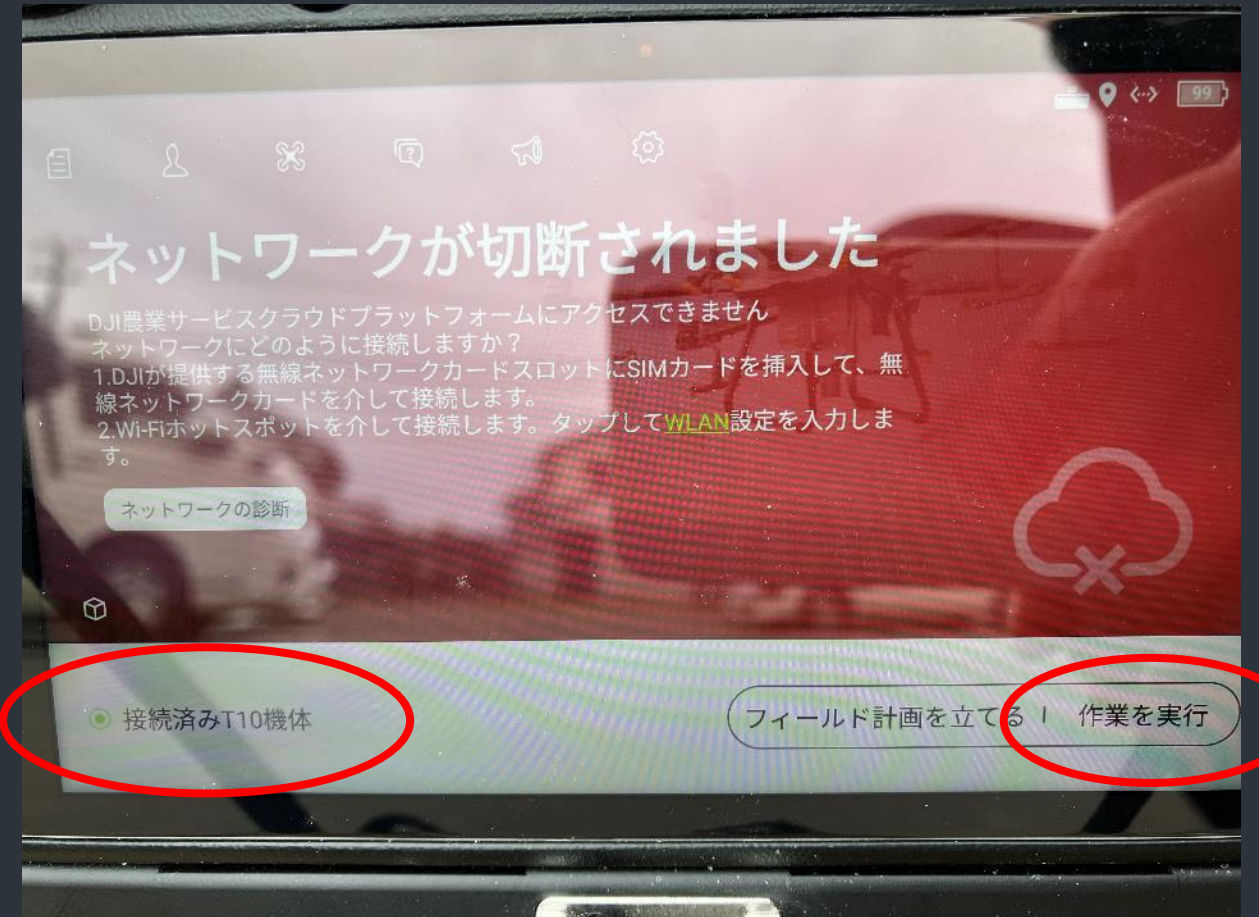 99
ネットワークが切断されました
DJI農業サービスクラウドプラットフォームにアクセスできません
ネットワークにどのように接続しますか？
1.DJIが提供する無線ネットワークカードスロットにSIMカードを挿入して、無
線ネットワークカードを介して接続します。
2.Wi-Fiホットスポットを介して接続します。タップしてWLAN設定を入力しま
す。
ネットワークの診断
接続済みT10機体
フィールド計画を立てる | 作業を実行